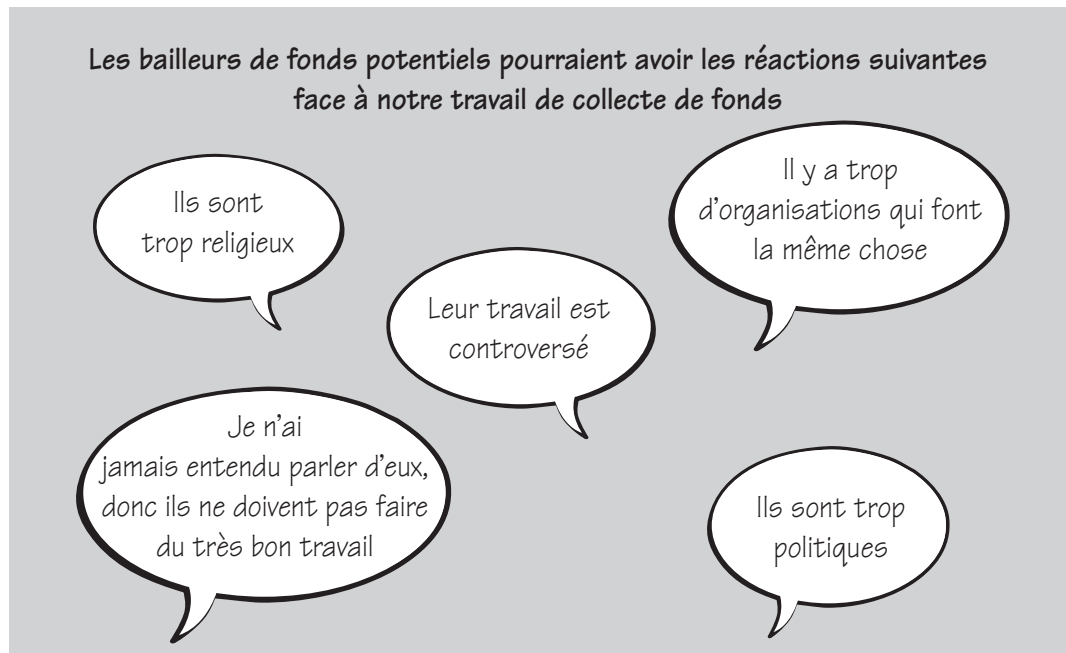 Les bailleurs de fonds potentiels pourraient avoir les réactions suivantes
face à notre travail de collecte de fonds
Ils sont
trop religieux
Il y a trop
d'organisations qui font
la même chose
Leur travail est
controversé
Je n'ai
jamais entendu parler d'eux,
donc ils ne doivent pas faire
du très bon travail
Ils sont trop
politiques